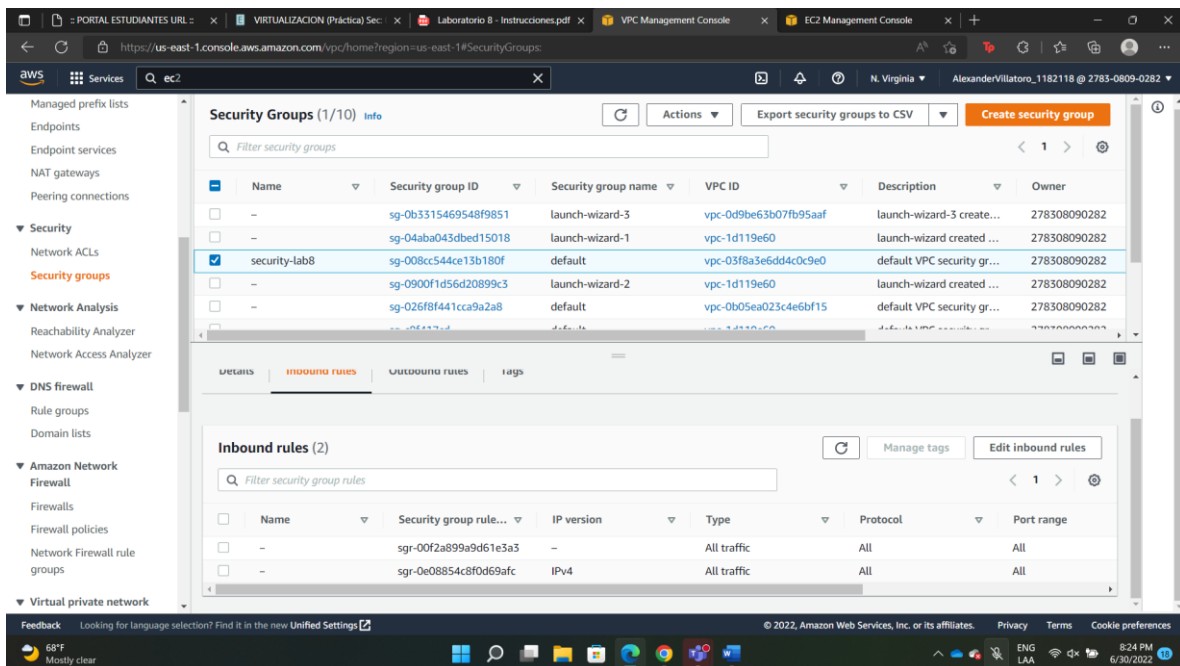 :: PORTAL ESTUDIANTES URL ::
VIRTUALIZACION (Práctica) Sec:
Laboratorio 8 - Instrucciones.pdf
VPC Management Console
EC2 Management Console
https://us-east-1.console.aws.amazon.com/vpc/home?region=us-east-1#SecurityGroups:
aws Services ec2 N. Virginia AlexanderVillatoro_1182118 @ 2783-0809-0282
Managed prefix lists
Endpoints
Endpoint services
NAT gateways
Peering connections
Security
Network ACLs
Security groups
Network Analysis
Reachability Analyzer
Network Access Analyzer
DNS firewall
Rule groups
Domain lists
Amazon Network
Firewall
Firewalls
Firewall policies
Network Firewall rule
groups
Virtual private network
Security Groups (1/10) Info Actions Export security groups to CSV Create security group
Filter security groups 1
Name Security group ID Security group name VPC ID Description Owner
– sg-0b3315469548f9851 launch-wizard-3 vpc-0d9be63b07fb95aaf launch-wizard-3 create... 278308090282
– sg-04aba043dbed15018 launch-wizard-1 vpc-1d119e60 launch-wizard created ... 278308090282
security-lab8 sg-008cc544ce13b180f default vpc-03f8a3e6dd4c0c9e0 default VPC security gr... 278308090282
– sg-0900f1d56d20899c3 launch-wizard-2 vpc-1d119e60 launch-wizard created ... 278308090282
– sg-026f8f441cca9a2a8 default vpc-0b05ea023c4e6bf15 default VPC security gr... 278308090282
Details Inbound rules Outbound rules Tags
Inbound rules (2) Manage tags Edit inbound rules
Filter security group rules 1
Name Security group rule... IP version Type Protocol Port range
– sgr-00f2a899a9d61e3a3 – All traffic All All
– sgr-0e08854c8f0d69afc IPv4 All traffic All All
Feedback Looking for language selection? Find it in the new Unified Settings © 2022, Amazon Web Services, Inc. or its affiliates. Privacy Terms Cookie preferences
68°F
Mostly clear
ENG
LAA
8:24 PM
6/30/2022
18